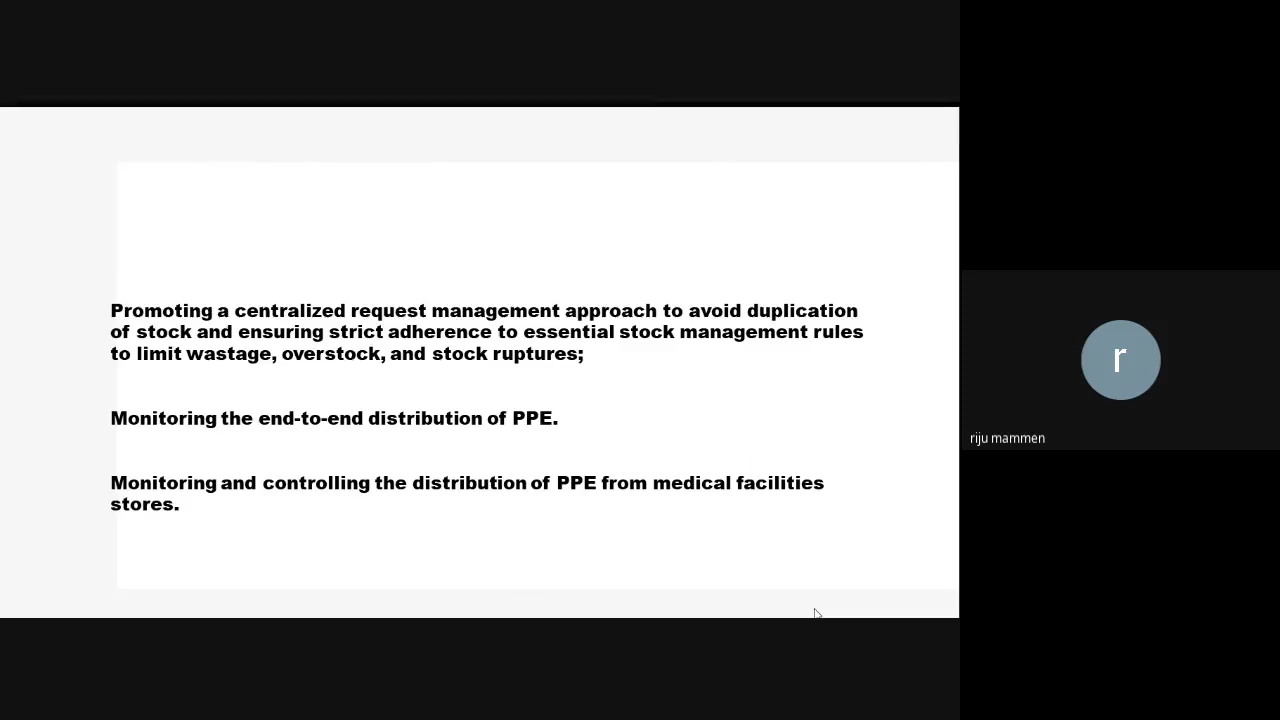 Promoting a centralized request management approach to avoid duplication
of stock and ensuring strict adherence to essential stock management rules
to limit wastage, overstock, and stock ruptures;
Monitoring the end-to-end distribution of PPE.
Monitoring and controlling the distribution of PPE from medical facilities
stores.
r
riju mammen